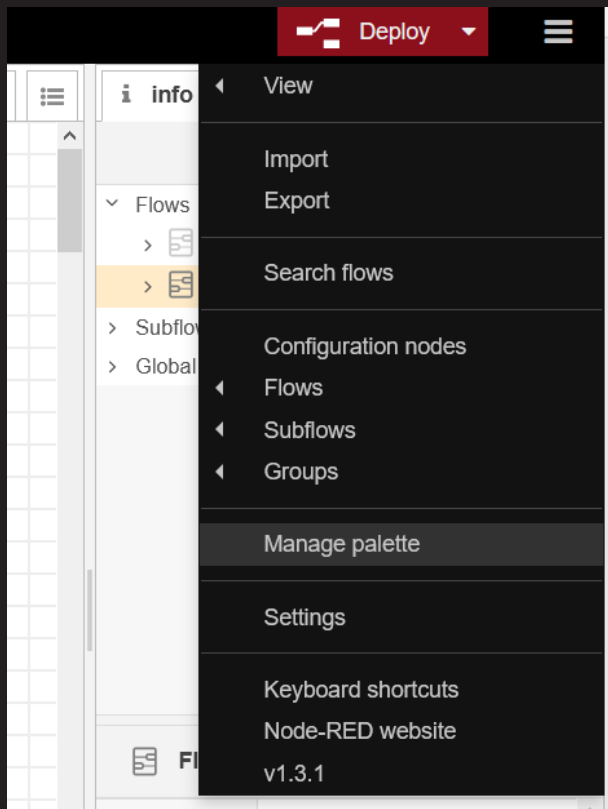 Deploy
info
View
Import
Export
Flows
Search flows
Subflo
Configuration nodes
Global
Flows
Subflows
Groups
Manage palette
Settings
Keyboard shortcuts
Node-RED website
Fl
v1.3.1